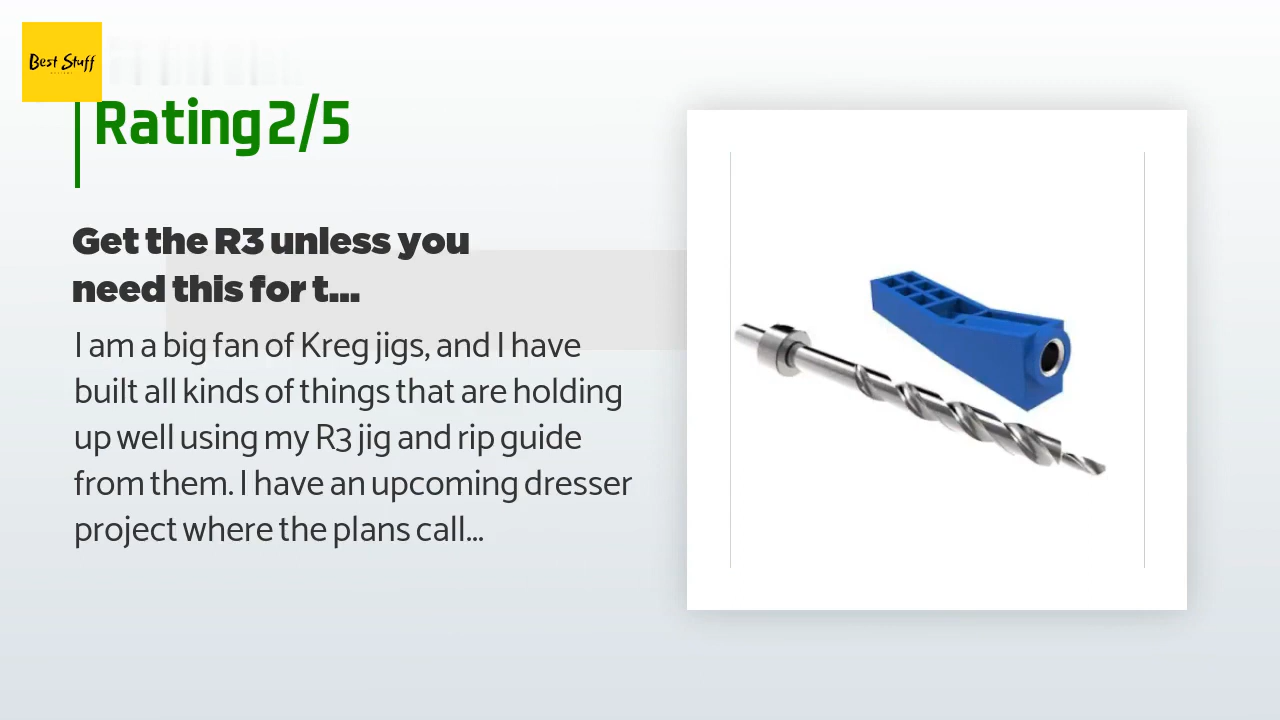 Best Stuff
Rating 2/5
Get the R3 unless you
need this for t...
I am a big fan of Kreg jigs, and I have
built all kinds of things that are holding
up well using my R3 jig and rip guide
from them. I have an upcoming dresser
project where the plans call...